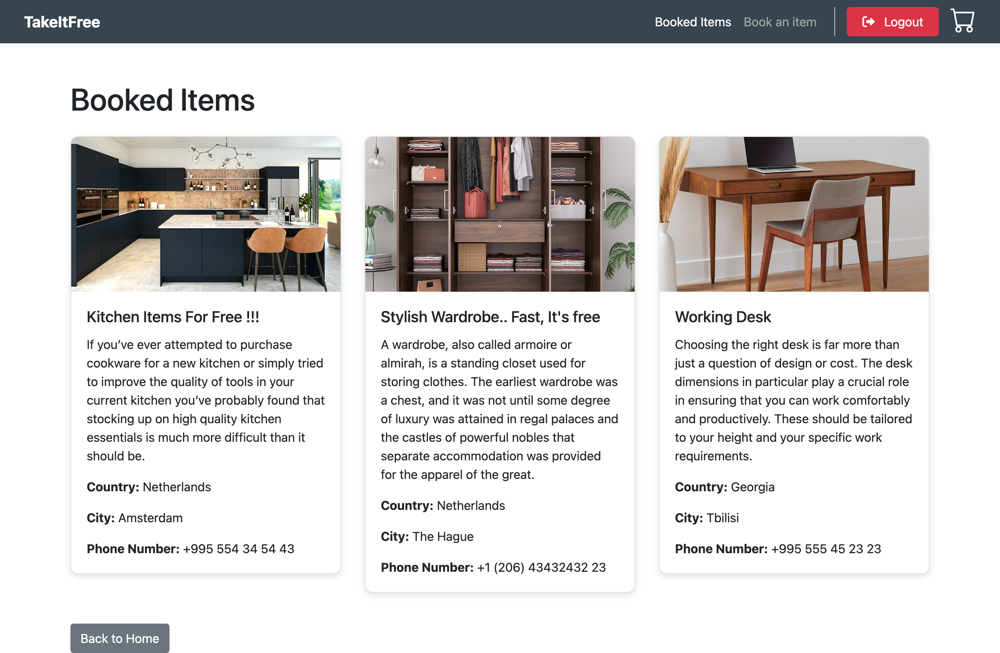 TakeItFree
Booked Items
Book an item
Logout
Booked Items
Kitchen Items For Free !!!
If you’ve ever attempted to purchase
cookware for a new kitchen or simply tried
to improve the quality of tools in your
current kitchen you’ve probably found that
stocking up on high quality kitchen
essentials is much more difficult than it
should be.
Country: Netherlands
City: Amsterdam
Phone Number: +995 554 34 54 43
Stylish Wardrobe.. Fast, It's free
A wardrobe, also called armoire or
almirah, is a standing closet used for
storing clothes. The earliest wardrobe was
a chest, and it was not until some degree
of luxury was attained in regal palaces and
the castles of powerful nobles that
separate accommodation was provided
for the apparel of the great.
Country: Netherlands
City: The Hague
Phone Number: +1 (206) 43432432 23
Working Desk
Choosing the right desk is far more than
just a question of design or cost. The desk
dimensions in particular play a crucial role
in ensuring that you can work comfortably
and productively. These should be tailored
to your height and your specific work
requirements.
Country: Georgia
City: Tbilisi
Phone Number: +995 555 45 23 23
Back to Home